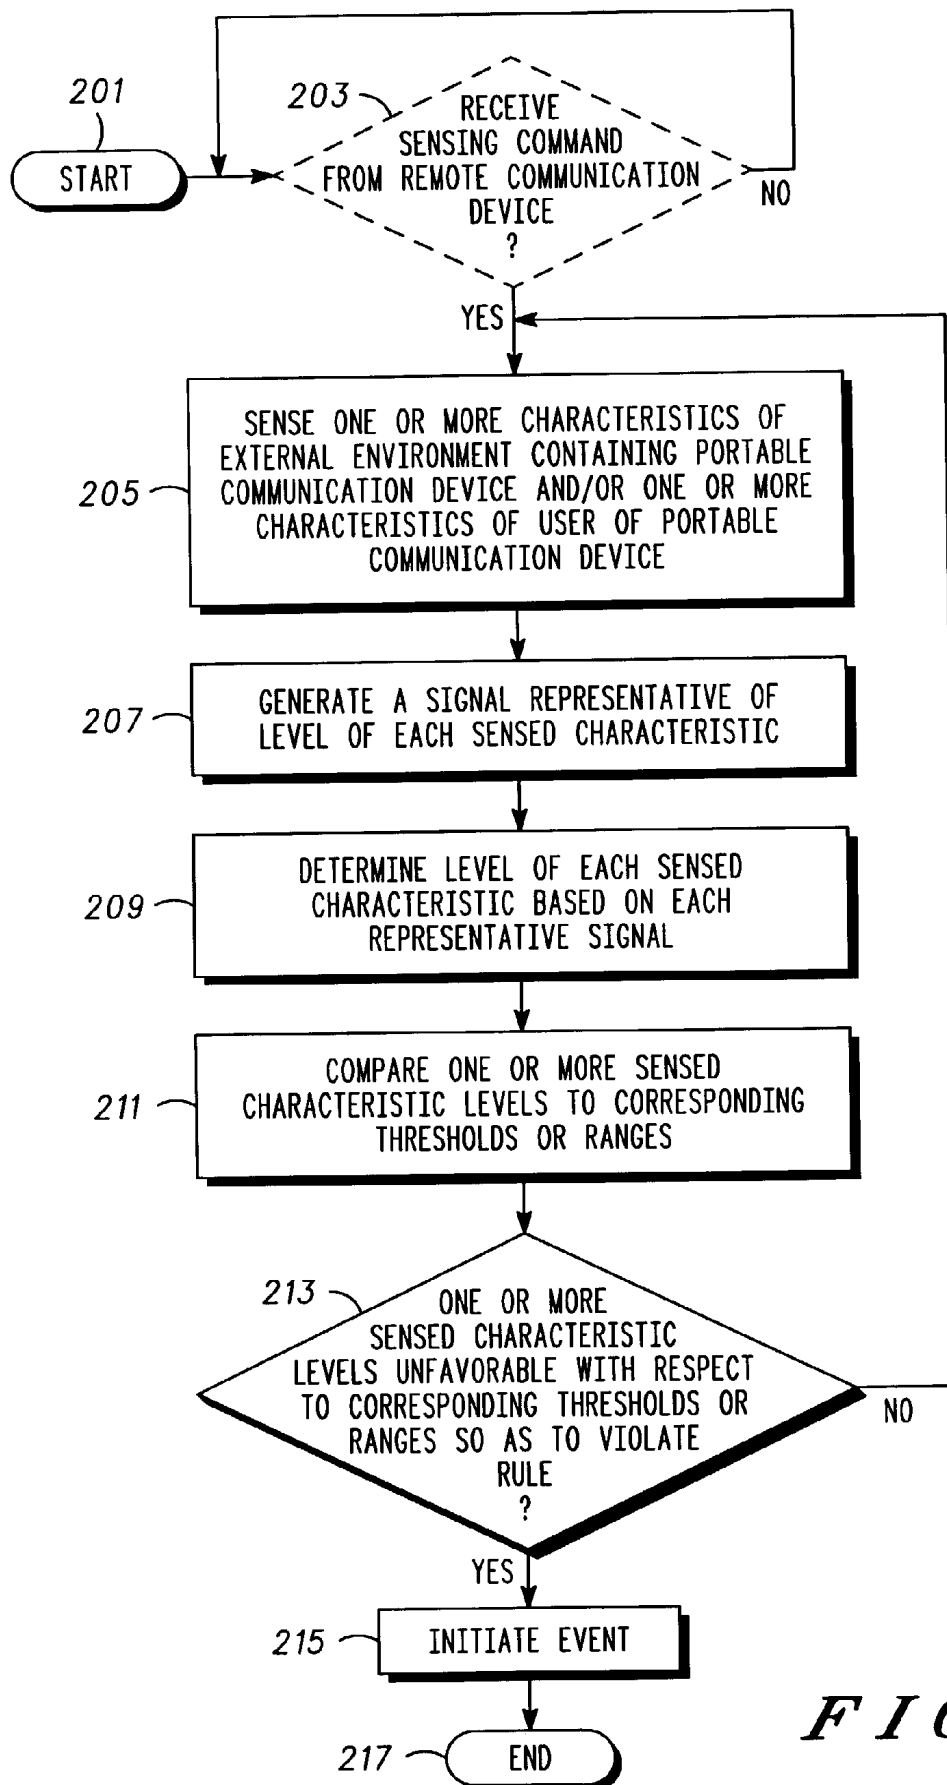 201
START
203
RECEIVE
SENSING COMMAND
FROM REMOTE COMMUNICATION
DEVICE
?
NO
YES
205
SENSE ONE OR MORE CHARACTERISTICS OF
EXTERNAL ENVIRONMENT CONTAINING PORTABLE
COMMUNICATION DEVICE AND/OR ONE OR MORE
CHARACTERISTICS OF USER OF PORTABLE
COMMUNICATION DEVICE
207
GENERATE A SIGNAL REPRESENTATIVE OF
LEVEL OF EACH SENSED CHARACTERISTIC
209
DETERMINE LEVEL OF EACH SENSED
CHARACTERISTIC BASED ON EACH
REPRESENTATIVE SIGNAL
211
COMPARE ONE OR MORE SENSED
CHARACTERISTIC LEVELS TO CORRESPONDING
THRESHOLDS OR RANGES
213
ONE OR MORE
SENSED CHARACTERISTIC
LEVELS UNFAVORABLE WITH RESPECT
TO CORRESPONDING THRESHOLDS OR
RANGES SO AS TO VIOLATE
RULE
?
NO
YES
215
INITIATE EVENT
217
END
FI